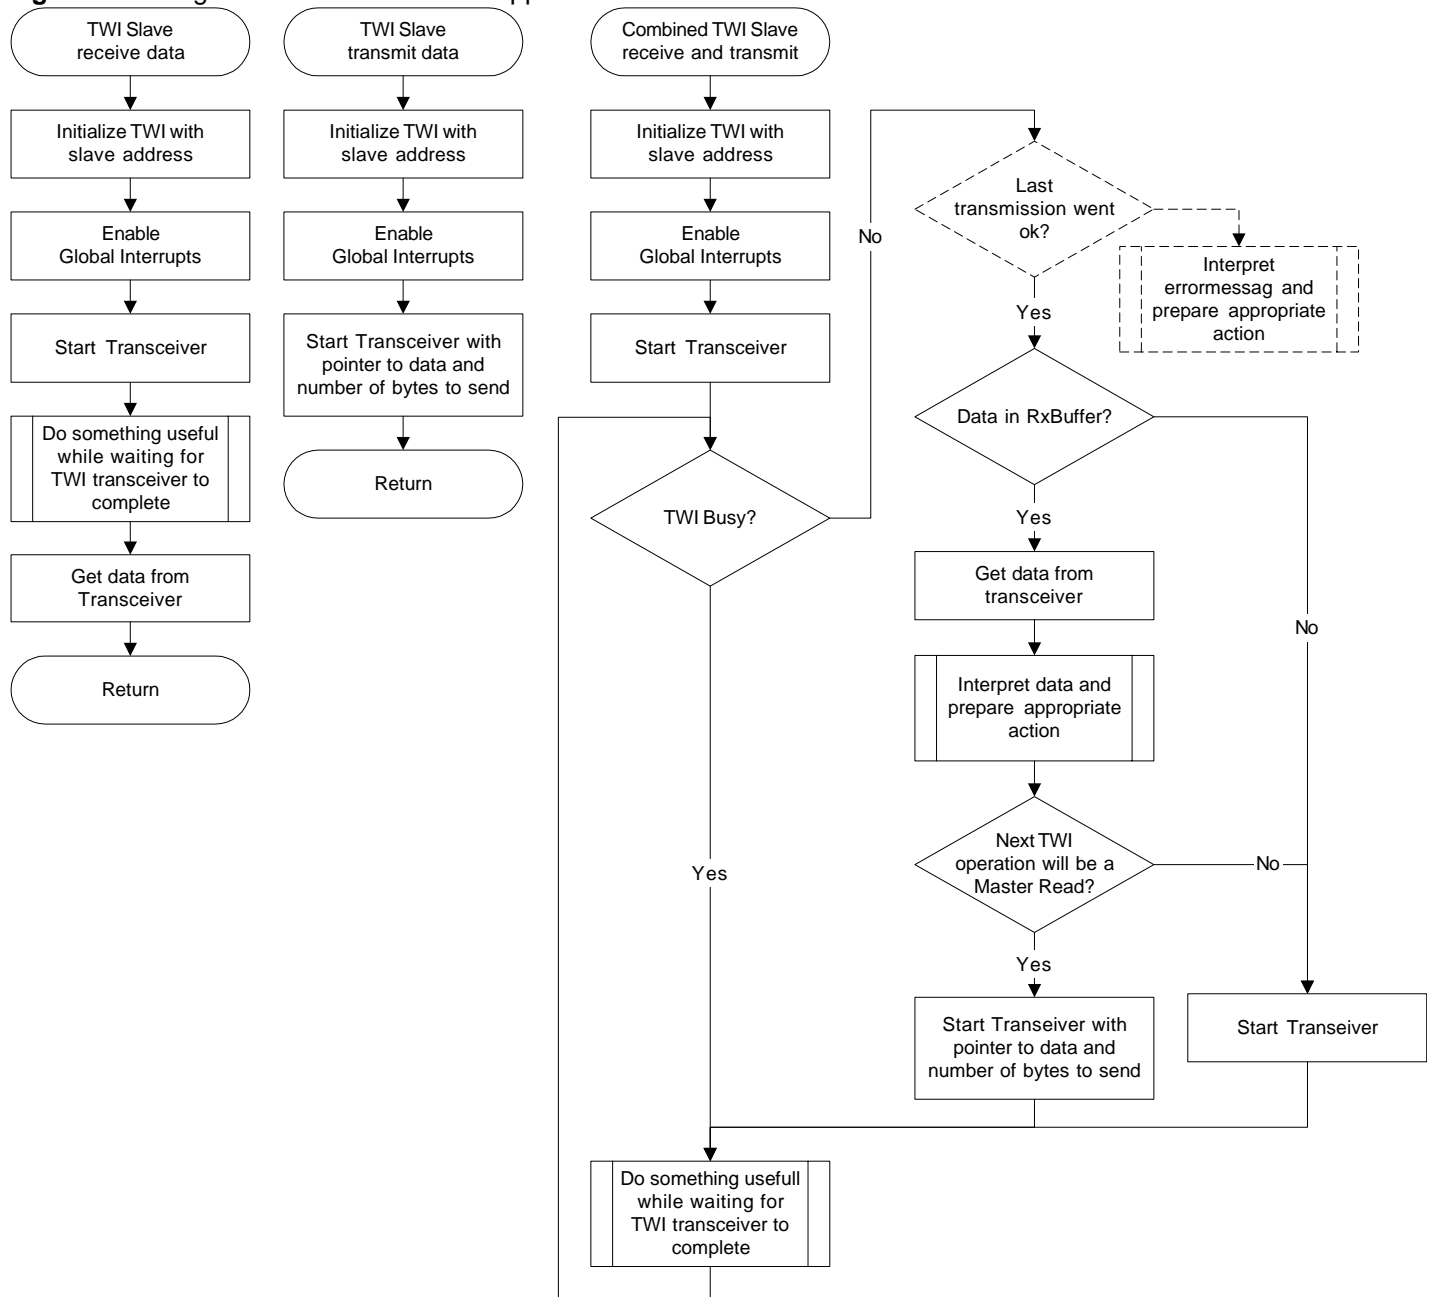 TWI Slave
receive data
Initialize TWI with
slave address
Enable
Global Interrupts
Start Transceiver
Do something useful
while waiting for
TWI transceiver to
complete
Get data from
Transceiver
Return
TWI Slave
transmit data
Initialize TWI with
slave address
Enable
Global Interrupts
Start Transceiver with
pointer to data and
number of bytes to send
Return
Combined TWI Slave
receive and transmit
Initialize TWI with
slave address
Enable
Global Interrupts
Start Transceiver
TWI Busy?
No
Yes
Last
transmission went
ok?
Interpret
errormessag and
prepare appropriate
action
Yes
Data in RxBuffer?
Yes
No
Get data from
transceiver
Interpret data and
prepare appropriate
action
Next TWI
operation will be a
Master Read?
No
Yes
Start Transeiver with
pointer to data and
number of bytes to send
Start Transeiver
Do something usefull
while waiting for
TWI transceiver to
complete